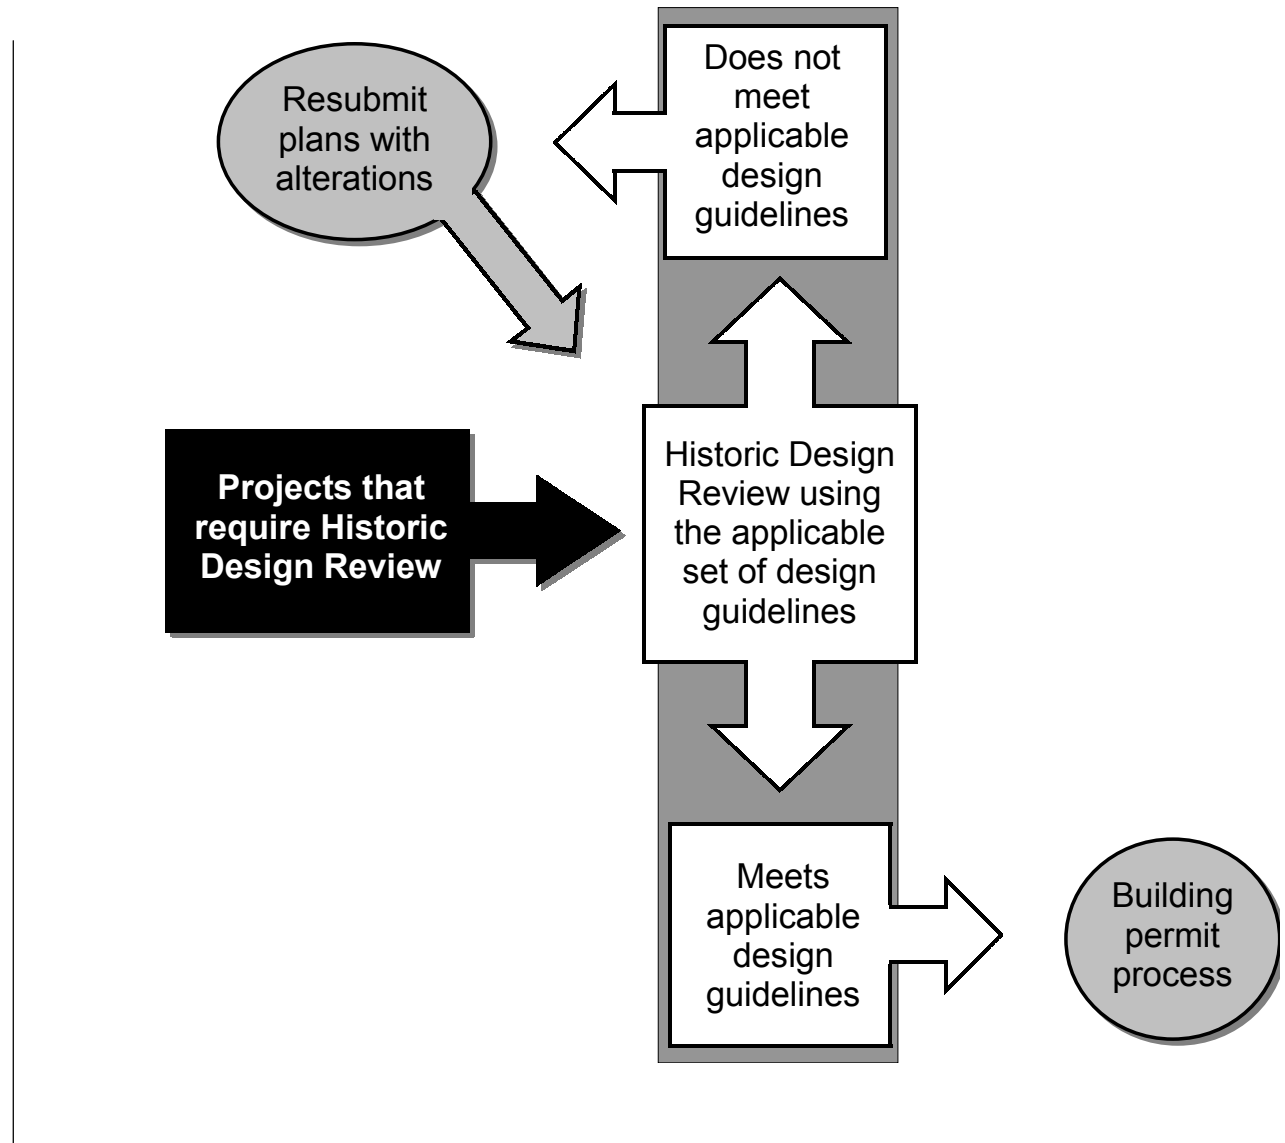 Does not
meet
applicable
design
guidelines
Resubmit
plans with
alterations
Projects that
require Historic
Design Review
Historic Design
Review using
the applicable
set of design
guidelines
Meets
applicable
design
guidelines
Building
permit
process